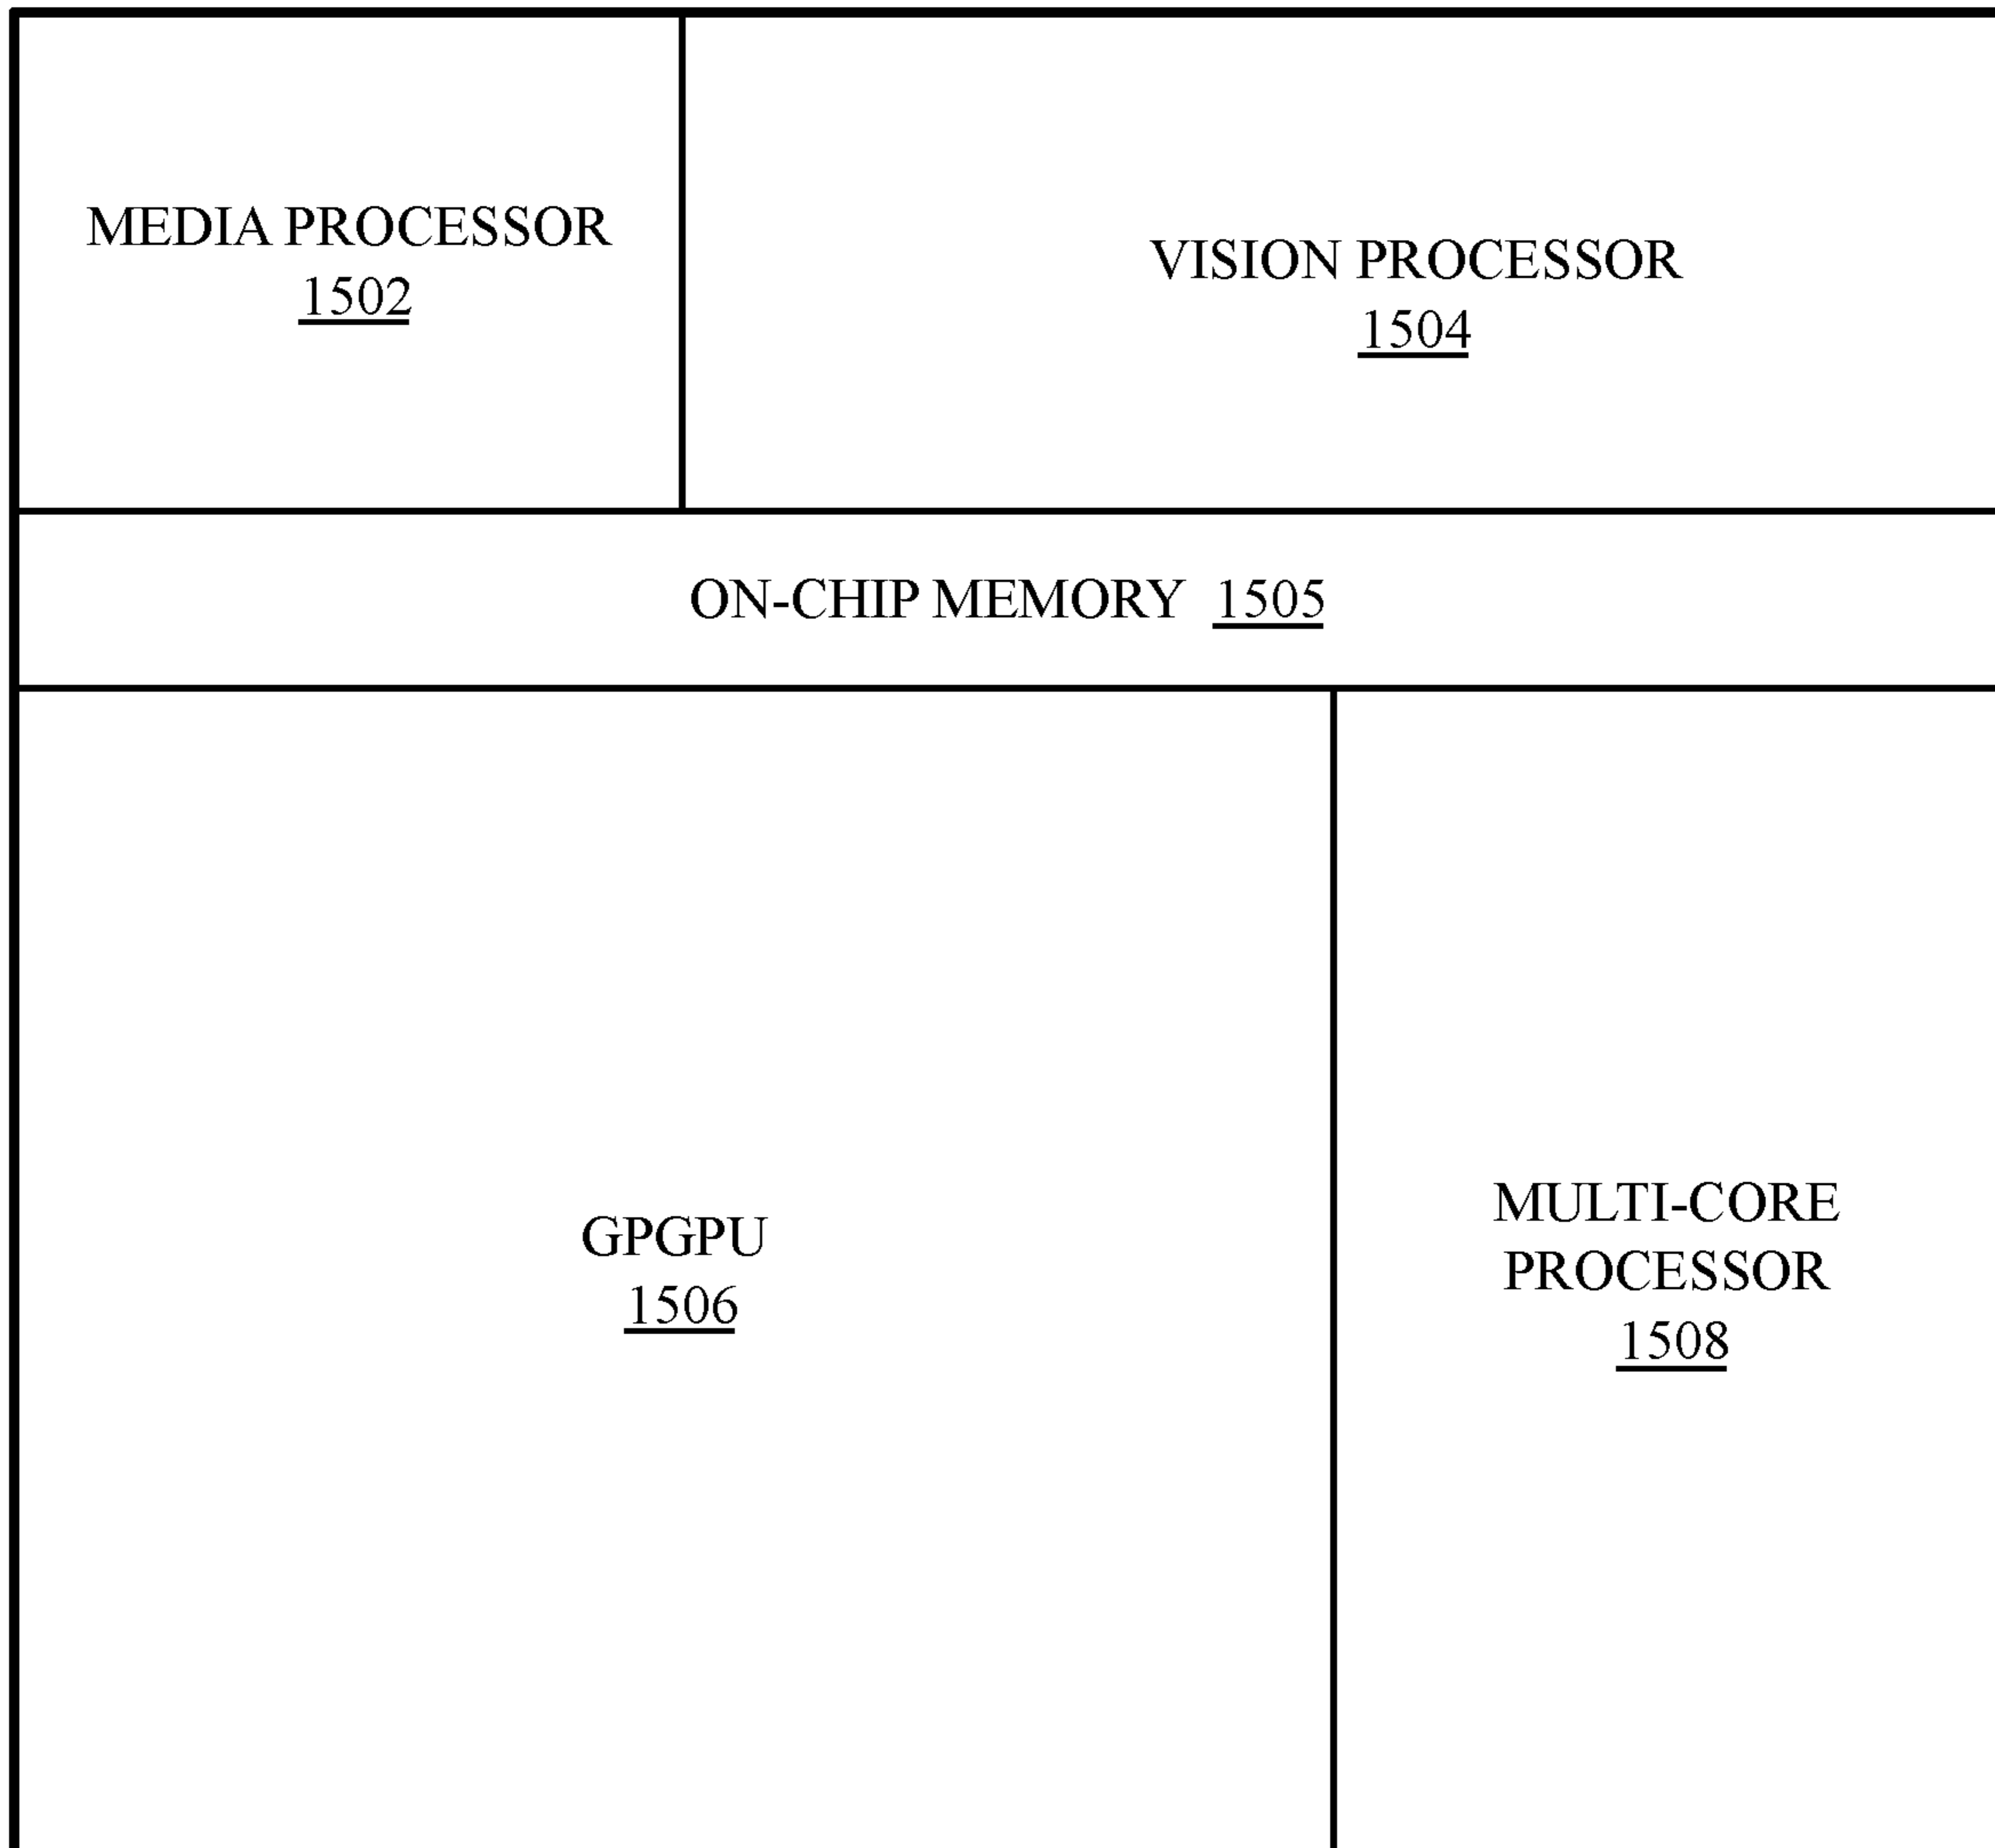 MEDIA PROCESSOR
1502
VISION PROCESSOR
1504
ON-CHIP MEMORY 1505
GPGPU
1506
MULTI-CORE
PROCESSOR
1508